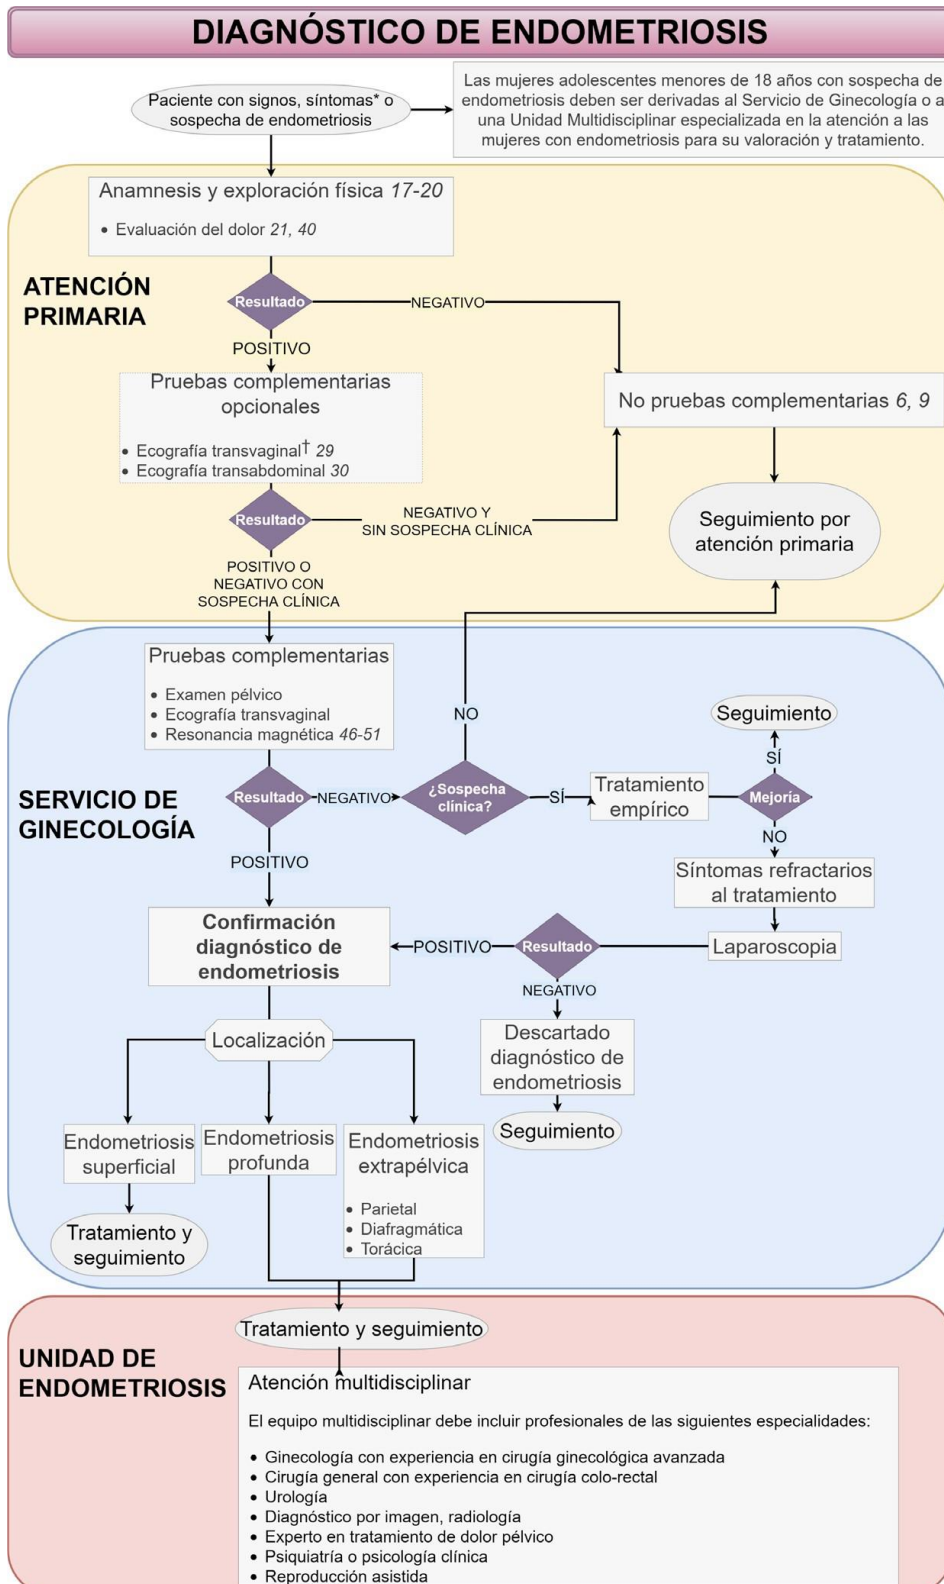 DIAGNÓSTICO DE ENDOMETRIOSIS
Paciente con signos, síntomas* o
sospecha de endometriosis
Las mujeres adolescentes menores de 18 años con sospecha de
endometriosis deben ser derivadas al Servicio de Ginecología o a
una Unidad Multidisciplinar especializada en la atención a las
mujeres con endometriosis para su valoración y tratamiento.
ATENCIÓN
PRIMARIA
Anamnesis y exploración física 17-20
• Evaluación del dolor 21, 40
Resultado
NEGATIVO
POSITIVO
Pruebas complementarias
opcionales
• Ecografía transvaginal† 29
• Ecografía transabdominal 30
No pruebas complementarias 6, 9
Resultado
NEGATIVO Y
SIN SOSPECHA CLÍNICA
Seguimiento por
atención primaria
POSITIVO O
NEGATIVO CON
SOSPECHA CLÍNICA
SERVICIO DE
GINECOLOGÍA
Pruebas complementarias
• Examen pélvico
• Ecografía transvaginal
• Resonancia magnética 46-51
Resultado
NEGATIVO
¿Sospecha
clínica?
NO
SÍ
Tratamiento
empírico
Mejoría
SÍ
Seguimiento
NO
Síntomas refractarios
al tratamiento
Laparoscopia
Resultado
POSITIVO
NEGATIVO
Descartado
diagnóstico de
endometriosis
Seguimiento
POSITIVO
Confirmación
diagnóstico de
endometriosis
Localización
Endometriosis
superficial
Tratamiento y
seguimiento
Endometriosis
profunda
Endometriosis
extrapélvica
• Parietal
• Diafragmática
• Torácica
UNIDAD DE
ENDOMETRIOSIS
Tratamiento y seguimiento
Atención multidisciplinar
El equipo multidisciplinar debe incluir profesionales de las siguientes especialidades:
• Ginecología con experiencia en cirugía ginecológica avanzada
• Cirugía general con experiencia en cirugía colo-rectal
• Urología
• Diagnóstico por imagen, radiología
• Experto en tratamiento de dolor pélvico
• Psiquiatría o psicología clínica
• Reproducción asistida